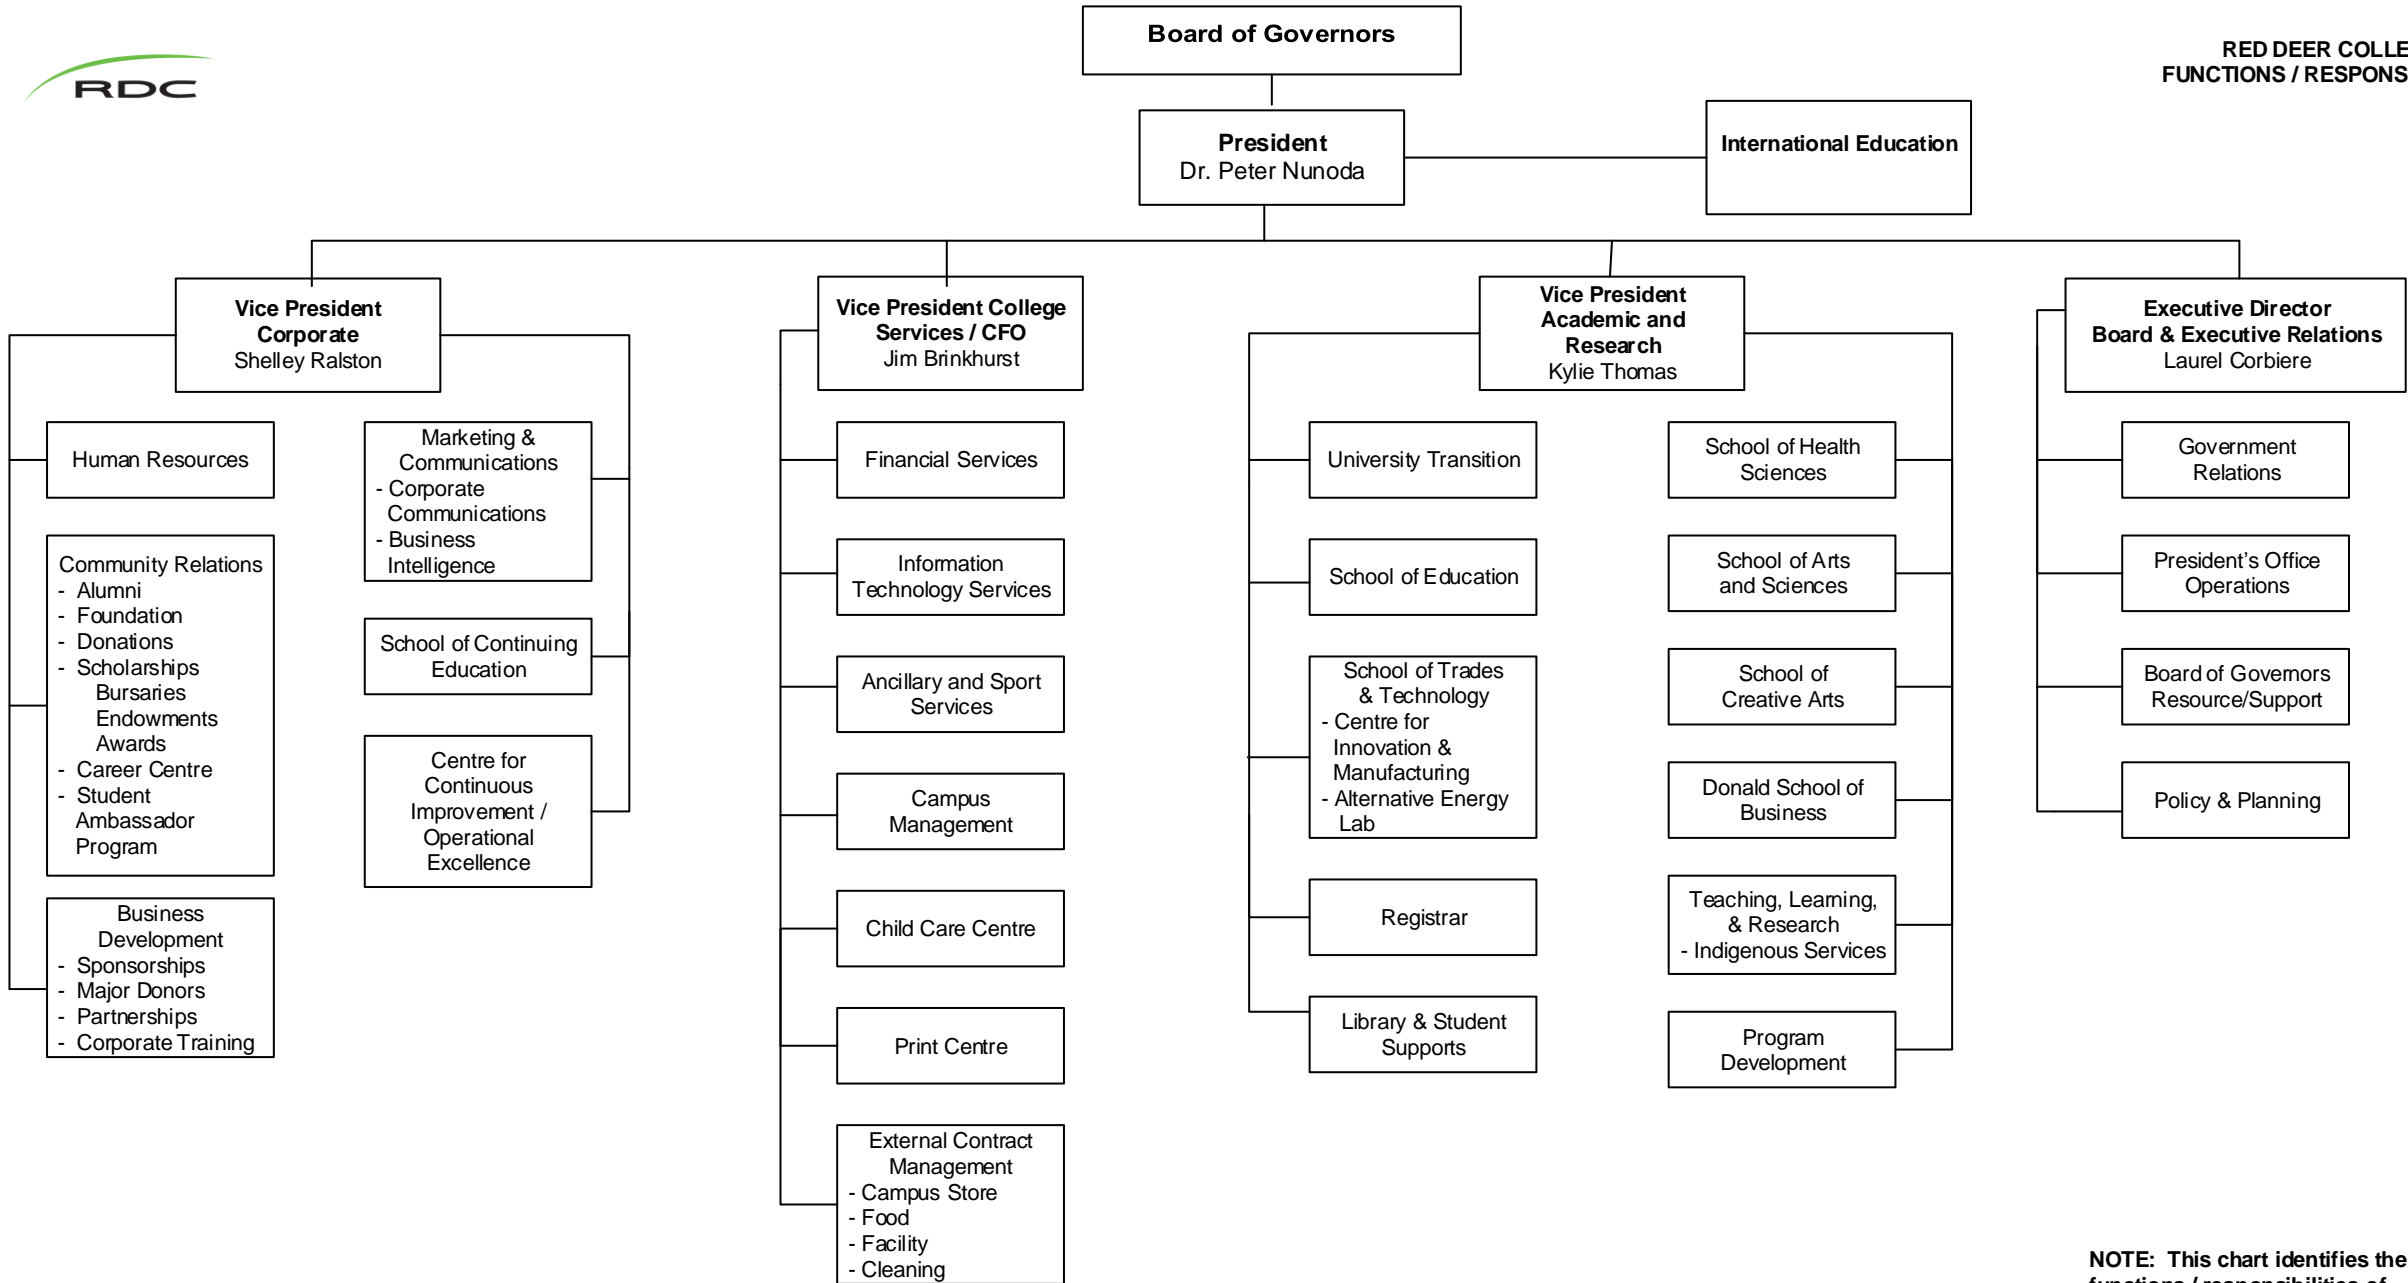 RDC
Board of Governors
RED DEER COLLE
FUNCTIONS / RESPONS
President
Dr. Peter Nunoda
International Education
Vice President
Corporate
Shelley Ralston
Human Resources
Community Relations
- Alumni
- Foundation
- Donations
- Scholarships
Bursaries
Endowments
Awards
- Career Centre
- Student
Ambassador
Program
Business
Development
- Sponsorships
- Major Donors
- Partnerships
- Corporate Training
Marketing &
Communications
- Corporate
Communications
- Business
Intelligence
School of Continuing
Education
Centre for
Continuous
Improvement /
Operational
Excellence
Vice President College
Services / CFO
Jim Brinkhurst
Financial Services
Information
Technology Services
Ancillary and Sport
Services
Campus
Management
Child Care Centre
Print Centre
External Contract
Management
- Campus Store
- Food
- Facility
- Cleaning
Vice President
Academic and
Research
Kylie Thomas
University Transition
School of Education
School of Trades
& Technology
- Centre for
Innovation &
Manufacturing
- Alternative Energy
Lab
Registrar
Library & Student
Supports
School of Health
Sciences
School of Arts
and Sciences
School of
Creative Arts
Donald School of
Business
Teaching, Learning,
& Research
- Indigenous Services
Program
Development
Executive Director
Board & Executive Relations
Laurel Corbiere
Government
Relations
President’s Office
Operations
Board of Governors
Resource/Support
Policy & Planning
NOTE: This chart identifies the
functions / responsibilities of